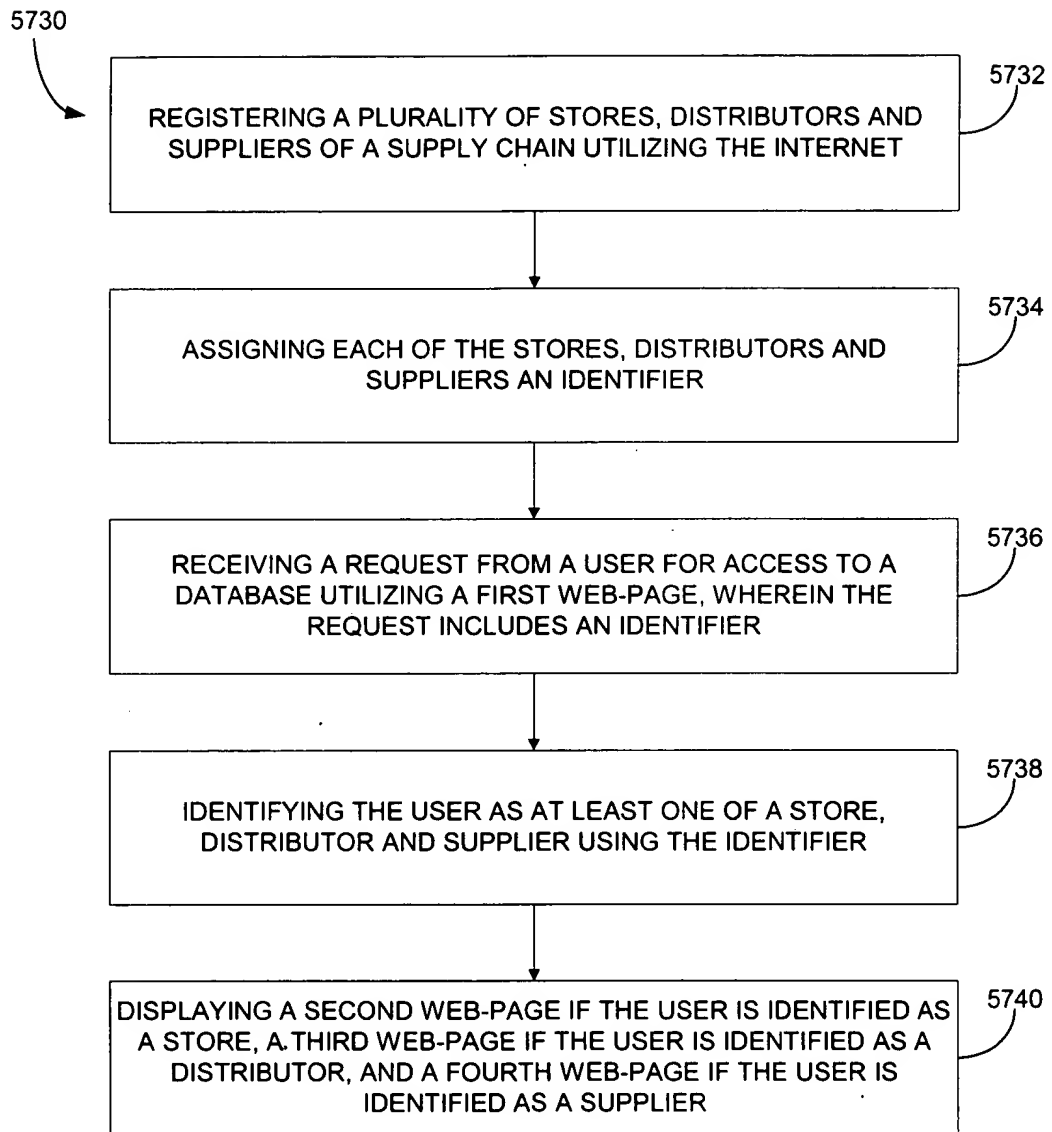 5730
5732
REGISTERING A PLURALITY OF STORES, DISTRIBUTORS AND
SUPPLIERS OF A SUPPLY CHAIN UTILIZING THE INTERNET
5734
ASSIGNING EACH OF THE STORES, DISTRIBUTORS AND
SUPPLIERS AN IDENTIFIER
5736
RECEIVING A REQUEST FROM A USER FOR ACCESS TO A
DATABASE UTILIZING A FIRST WEB-PAGE, WHEREIN THE
REQUEST INCLUDES AN IDENTIFIER
5738
IDENTIFYING THE USER AS AT LEAST ONE OF A STORE,
DISTRIBUTOR AND SUPPLIER USING THE IDENTIFIER
5740
DISPLAYING A SECOND WEB-PAGE IF THE USER IS IDENTIFIED AS
A STORE, A THIRD WEB-PAGE IF THE USER IS IDENTIFIED AS A
DISTRIBUTOR, AND A FOURTH WEB-PAGE IF THE USER IS
IDENTIFIED AS A SUPPLIER